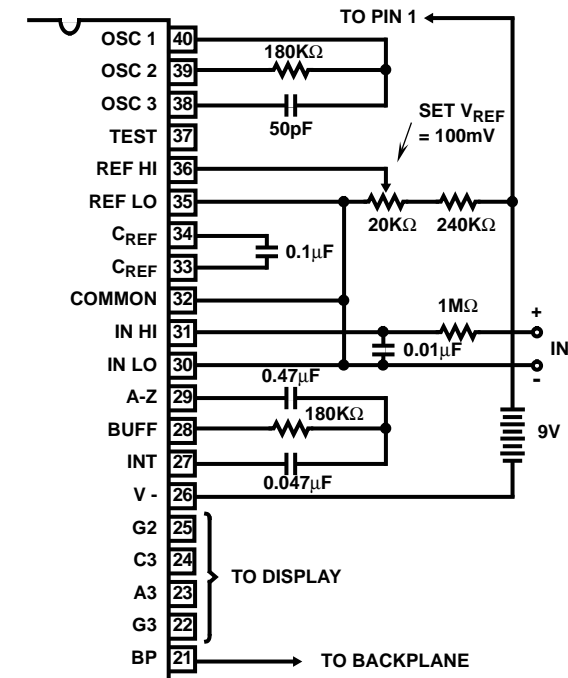 TO PIN 1
OSC 1 40
180KΩ
OSC 2 39
OSC 3 38
50pF
TEST 37
SET VREF
= 100mV
REF HI 36
REF LO 35
20KΩ 240KΩ
CREF 34
0.1µF
CREF 33
COMMON 32
1MΩ
+
IN HI 31
0.01µF
IN
IN LO 30
-
0.47µF
A-Z 29
180KΩ
BUFF 28
9V
INT 27
0.047µF
V - 26
G2 25
C3 24
TO DISPLAY
A3 23
G3 22
BP 21
TO BACKPLANE